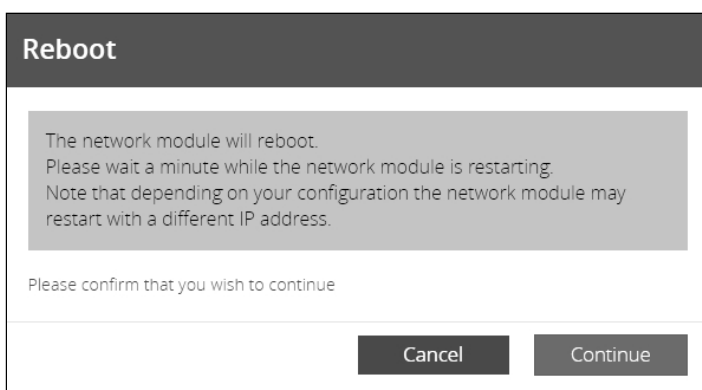 Reboot
The network module will reboot.
Please wait a minute while the network module is restarting.
Note that depending on your configuration the network module may
restart with a different IP address.
Please confirm that you wish to continue
Cancel
Continue